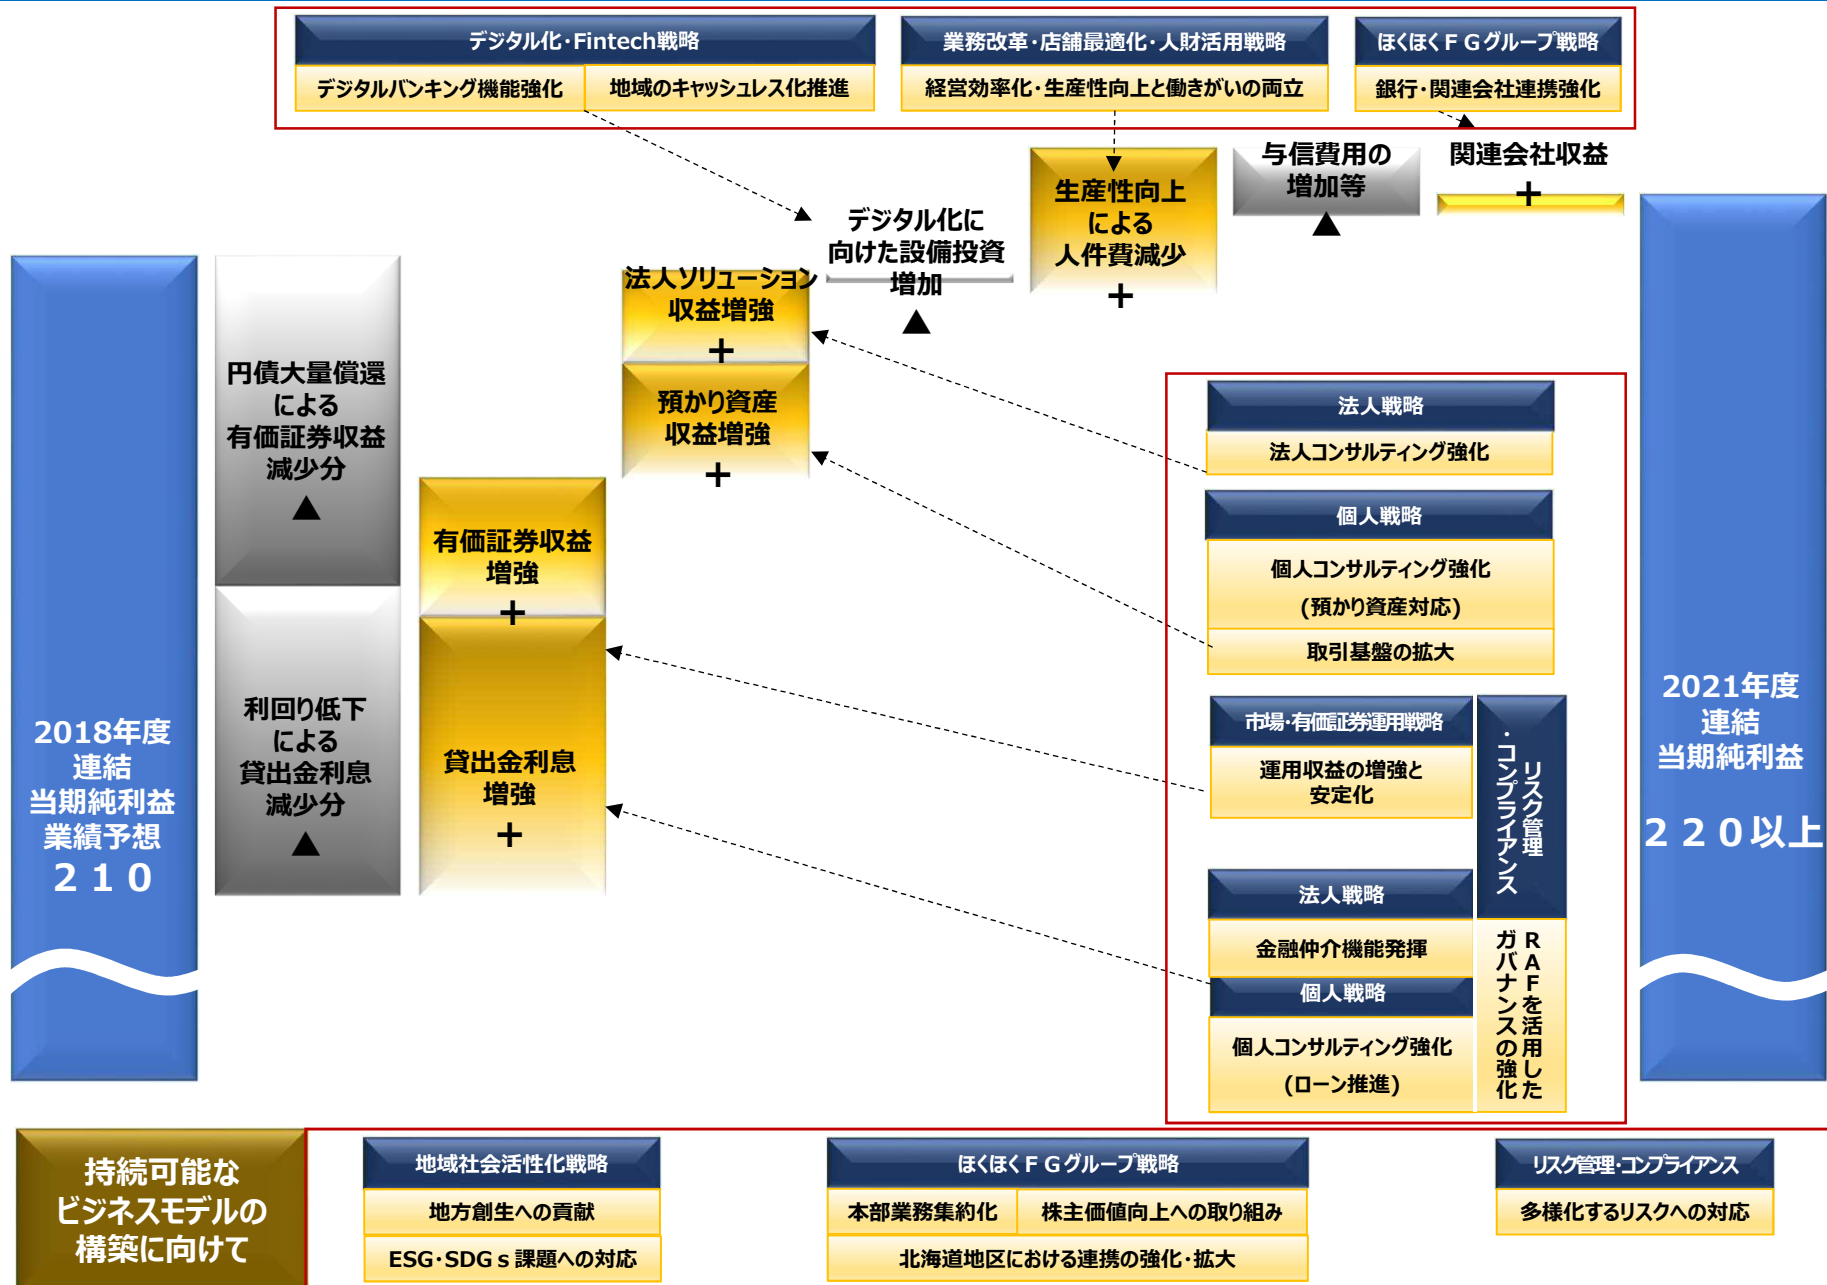 デジタル化・Fintech戦略
デジタルバンキング機能強化
地域のキャッシュレス化推進
業務改革・店舗最適化・人財活用戦略
経営効率化・生産性向上と働きがいの両立
ほくほくＦＧグループ戦略
銀行・関連会社連携強化
2018年度
連結
当期純利益
業績予想
２１０
円債大量償還
による
有価証券収益
減少分
▲
利回り低下
による
貸出金利息
減少分
▲
有価証券収益
増強
＋
貸出金利息
増強
＋
法人ソリューション
収益増強
＋
預かり資産
収益増強
＋
デジタル化に
向けた設備投資
増加
▲
生産性向上
による
人件費減少
＋
与信費用の
増加等
▲
関連会社収益
＋
法人戦略
法人コンサルティング強化
個人戦略
個人コンサルティング強化
(預かり資産対応)
取引基盤の拡大
市場・有価証券運用戦略
運用収益の増強と
安定化
法人戦略
金融仲介機能発揮
個人戦略
個人コンサルティング強化
(ローン推進)
リスク管理
・コンプライアンス
ＲＡＦを活用した
ガバナンスの強化
2021年度
連結
当期純利益
２２０以上
持続可能な
ビジネスモデルの
構築に向けて
地域社会活性化戦略
地方創生への貢献
ESG・SDGｓ課題への対応
ほくほくＦＧグループ戦略
本部業務集約化
株主価値向上への取り組み
北海道地区における連携の強化・拡大
リスク管理・コンプライアンス
多様化するリスクへの対応